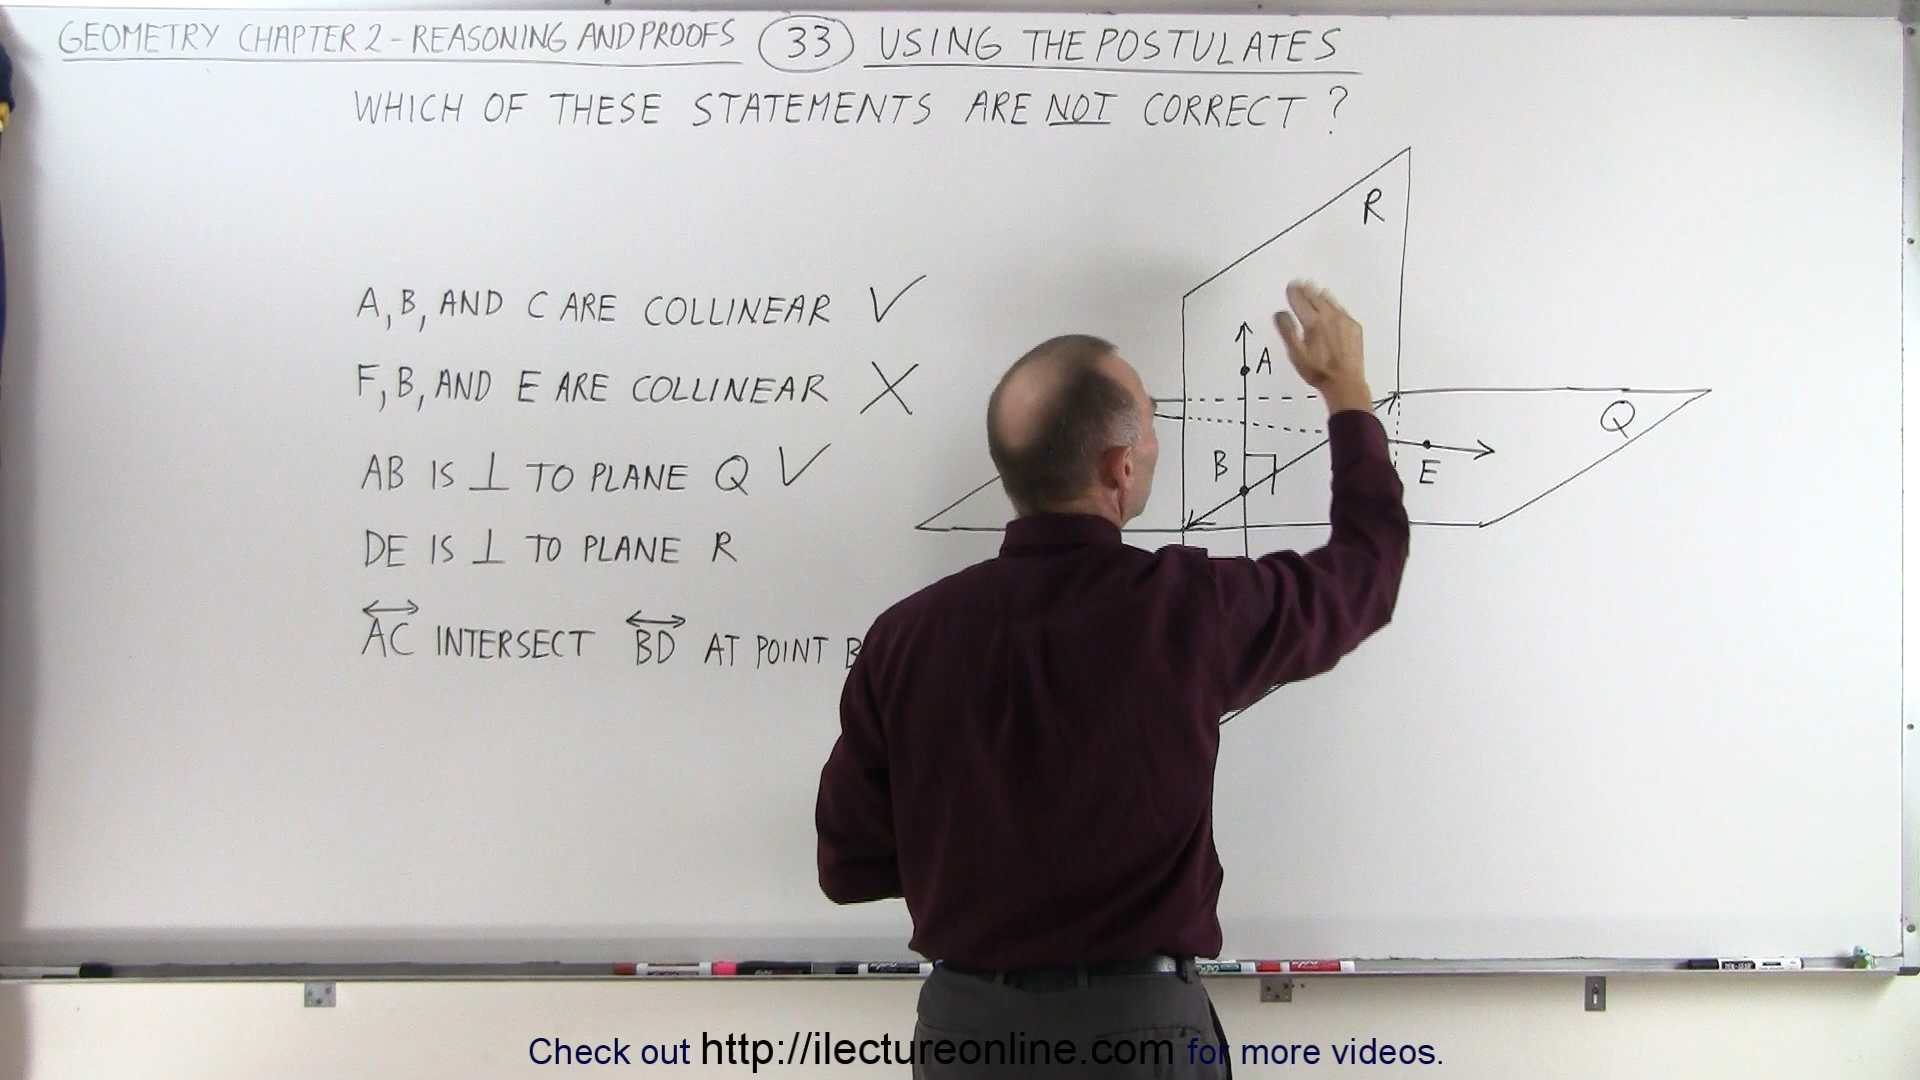 GEOMETRY CHAPTER 2 - REASONING AND PROOFS 33 USING THE POSTULATES
WHICH OF THESE STATEMENTS ARE NOT CORRECT?
R
A, B, AND C ARE COLLINEAR ✓
A
F, B, AND E ARE COLLINEAR X
Q
AB IS ⊥ TO PLANE Q ✓
B
E
DE IS ⊥ TO PLANE R
AC INTERSECT BD AT POINT B
Check out http://ilectureonline.com for more videos.